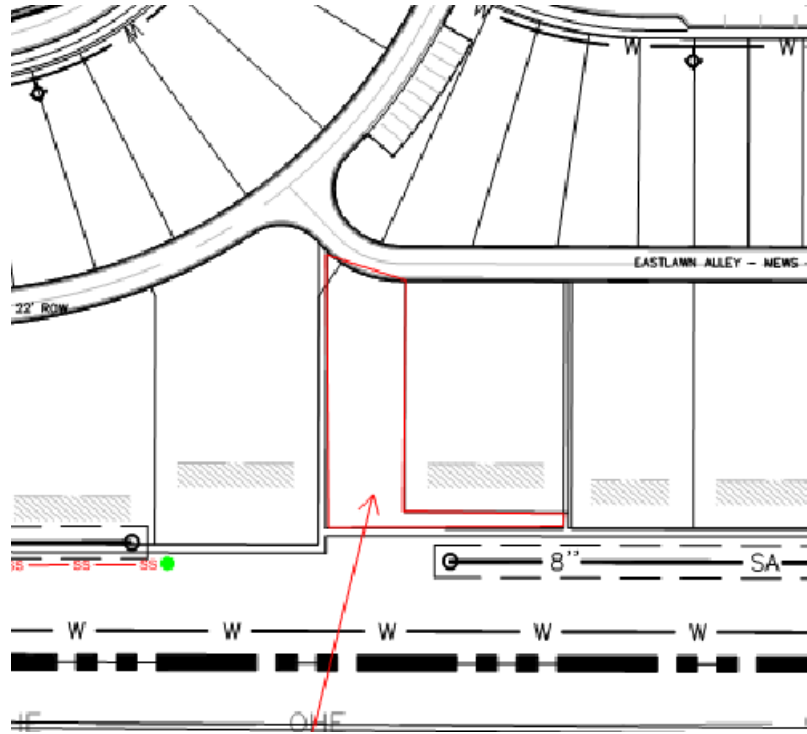 W W W
W
EASTLAWN ALLEY - MEWS -
22' ROW
8'' SA
SS SS SS
W W W W W
OHE